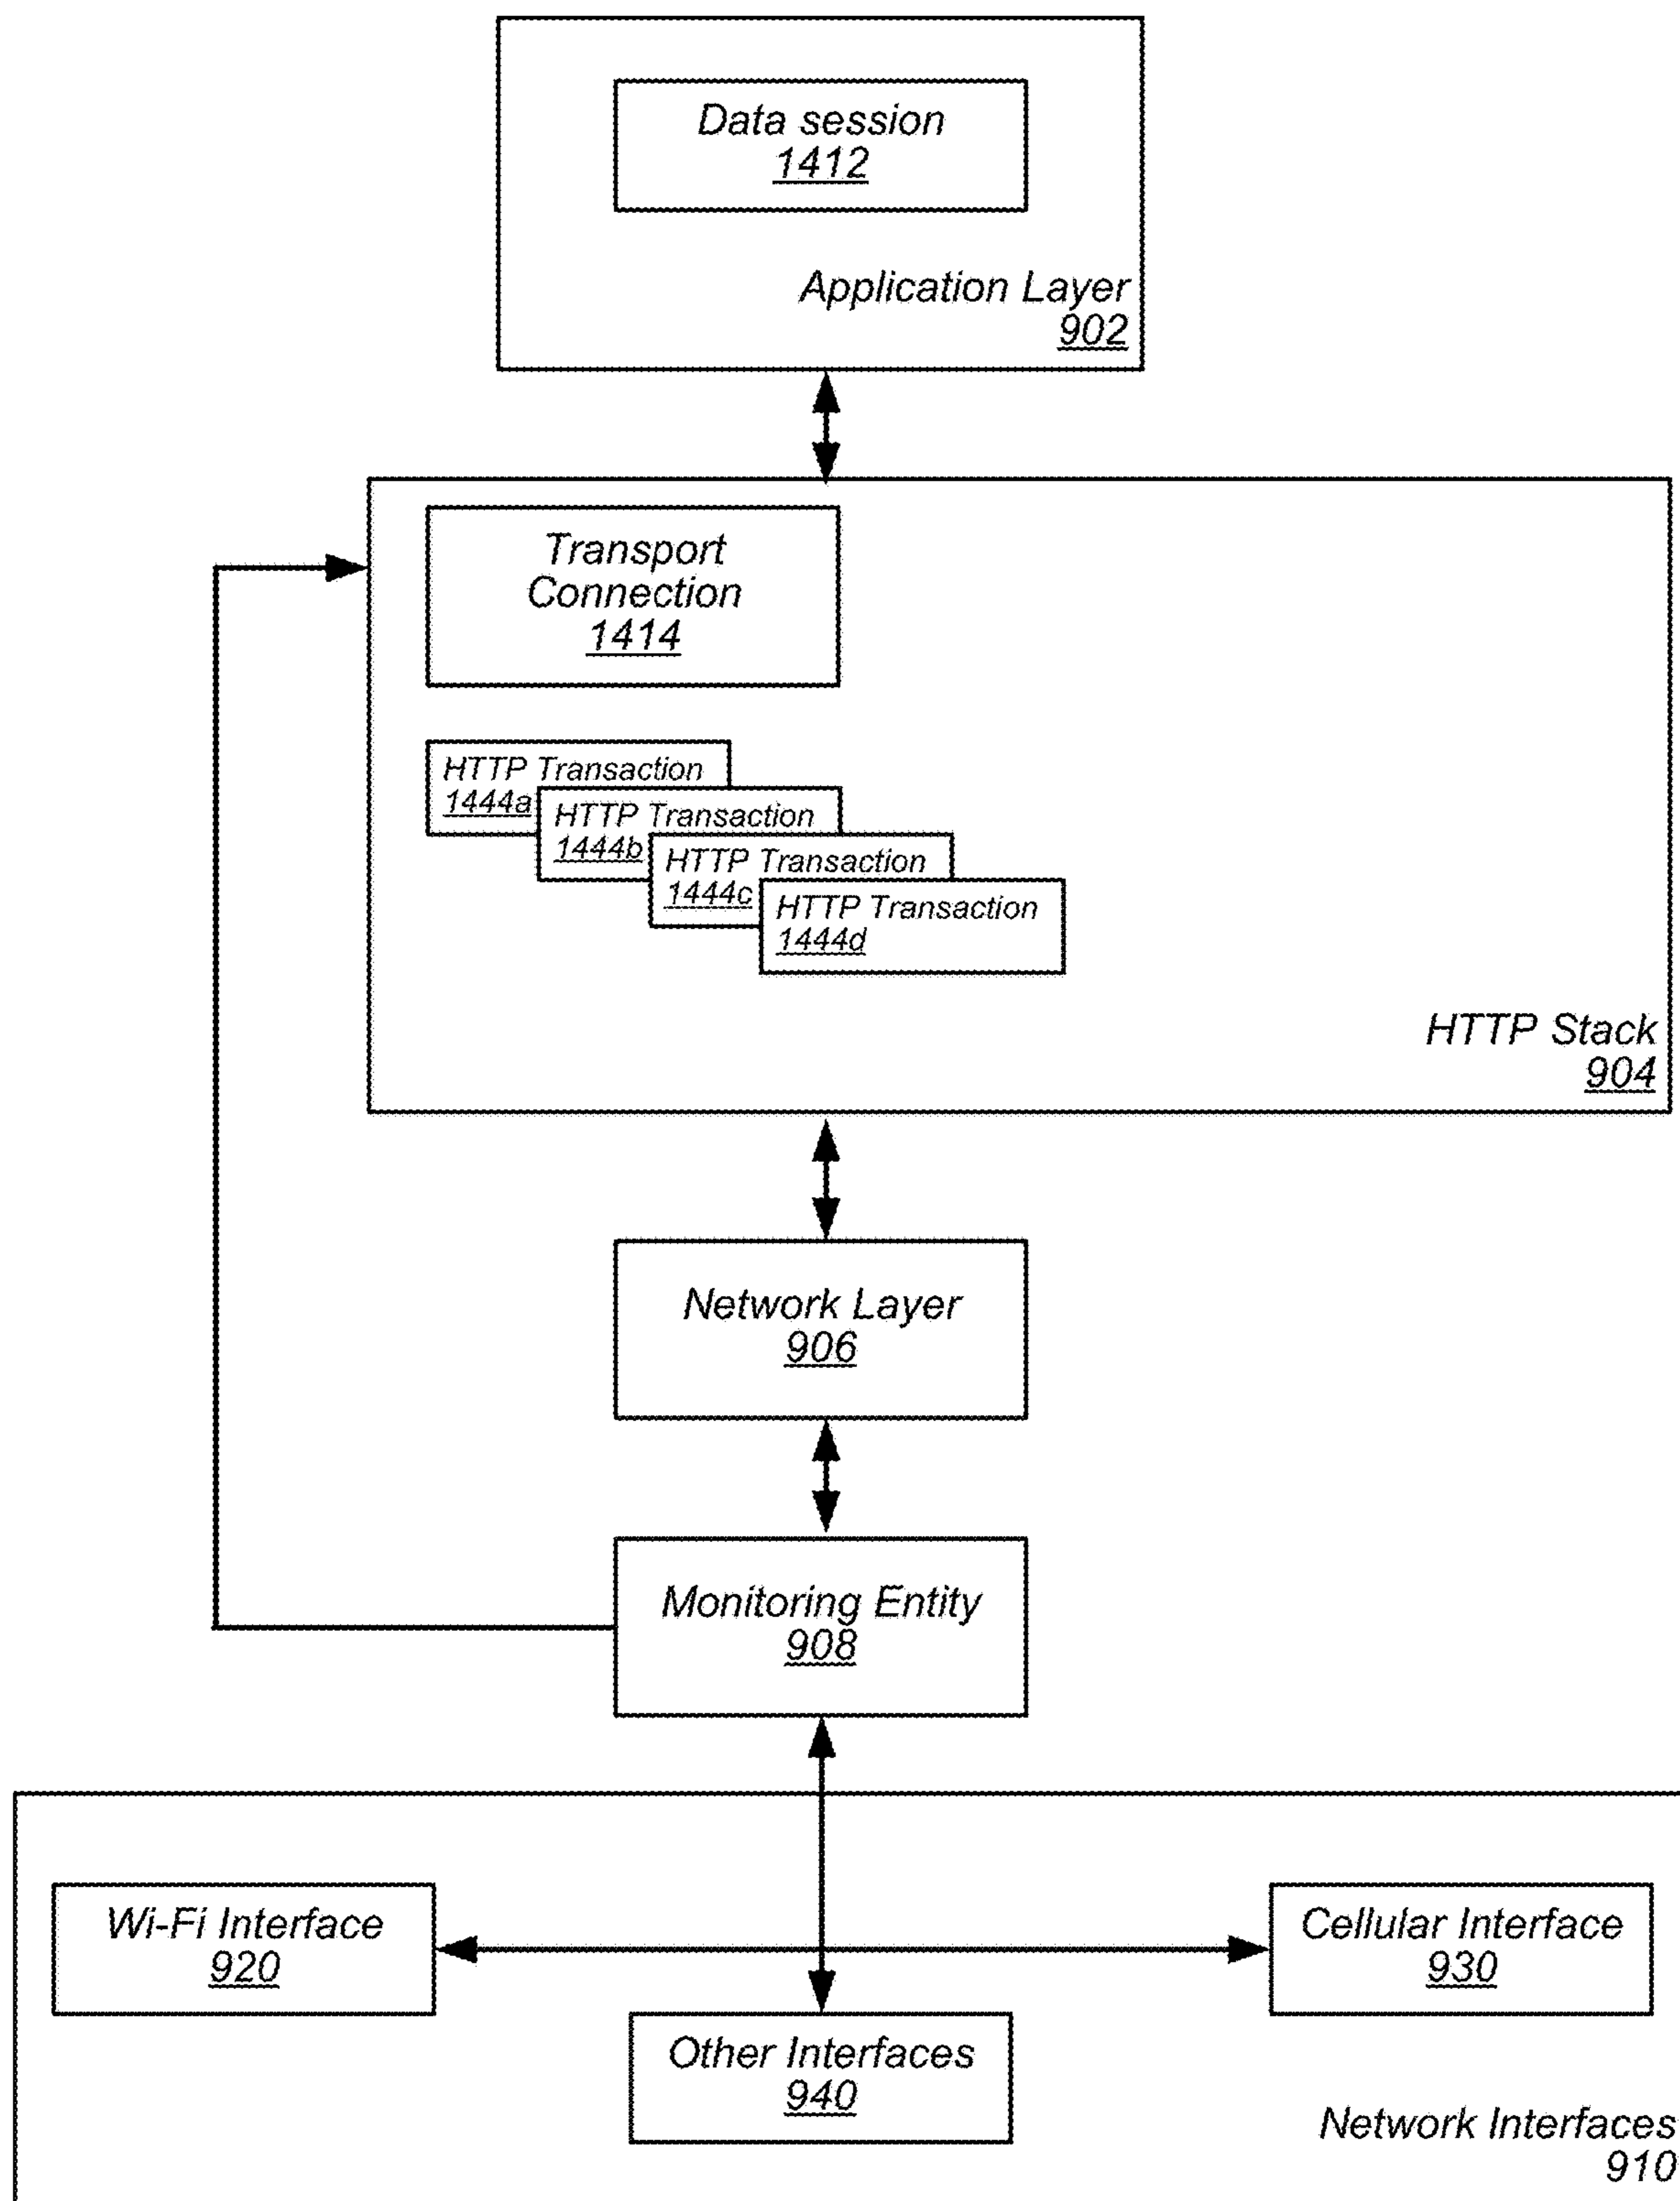 Data session
1412
Application Layer
902
Transport
Connection
1414
HTTP Transaction
1444a
HTTP Transaction
1444b
HTTP Transaction
1444c
HTTP Transaction
1444d
HTTP Stack
904
Network Layer
906
Monitoring Entity
908
Wi-Fi Interface
920
Cellular Interface
930
Other Interfaces
940
Network Interfaces
910